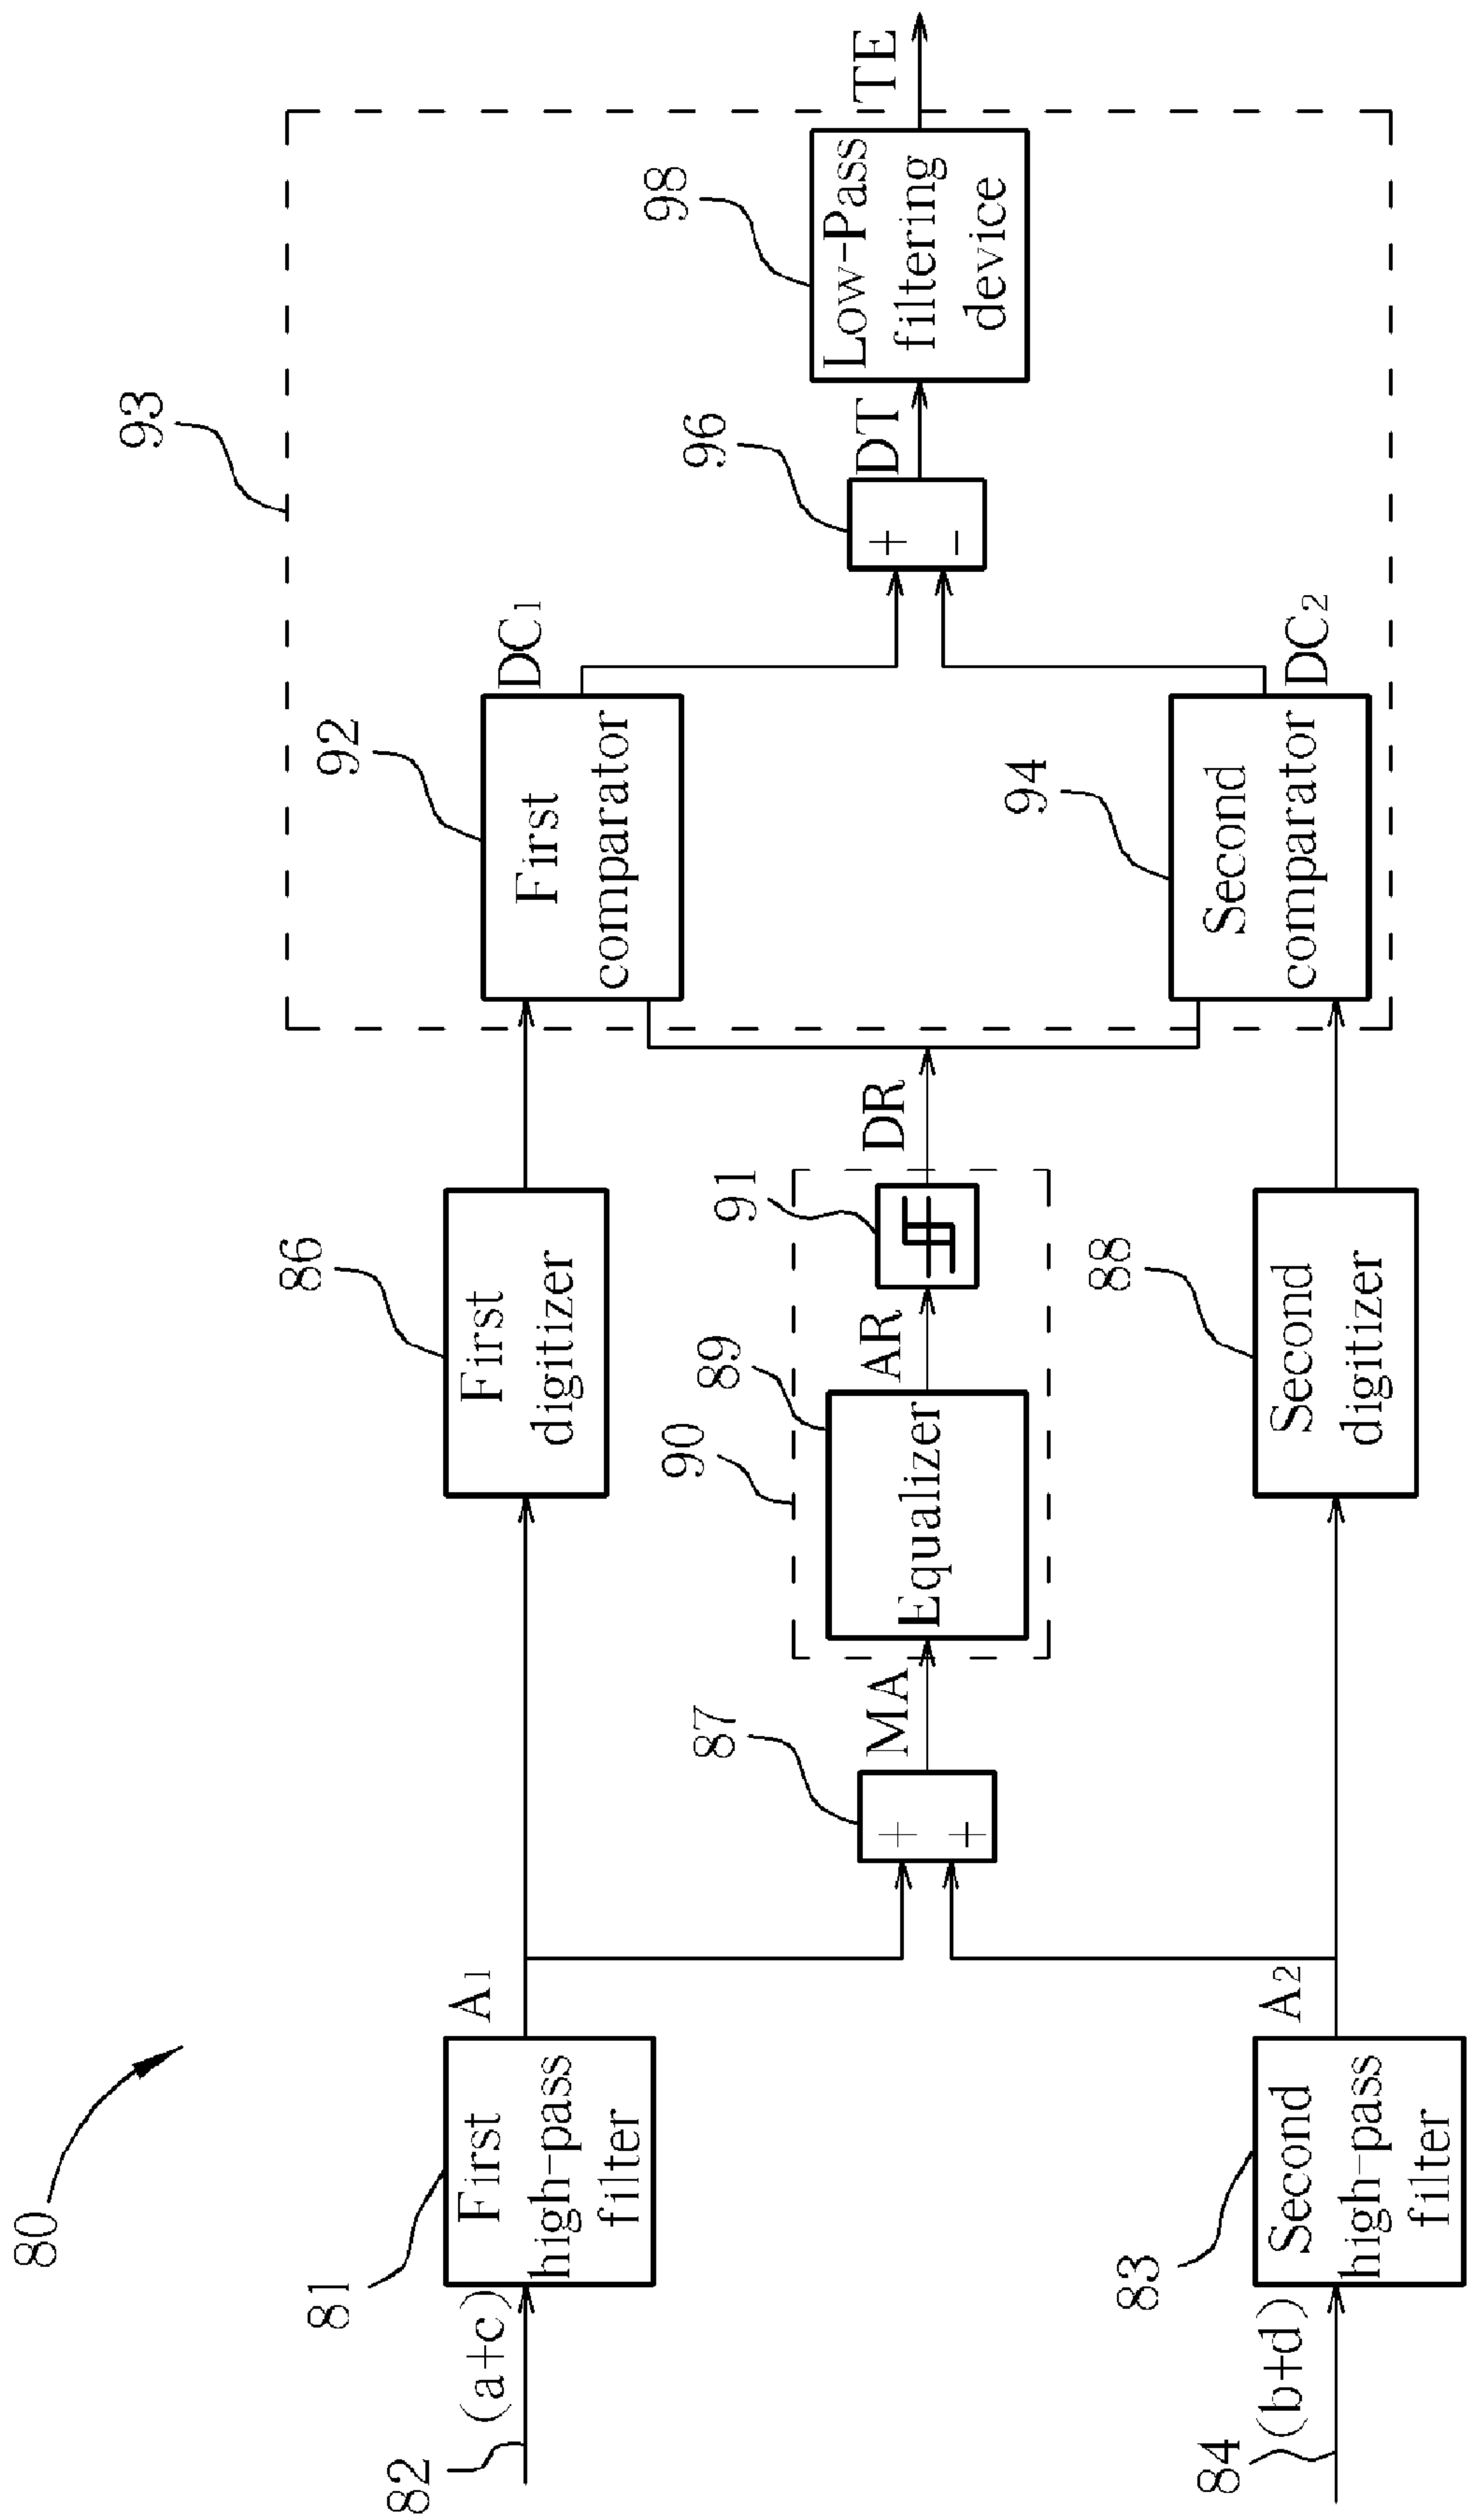 80
93
82
(a+c)
81
First
high-pass
filter
A1
86
First
digitizer
92
First
comparator
DC1
87
+
+
MA
90
89
Equalizer
AR
91
DR
96
+
−
DT
98
Low-Pass
filtering
device
TE
84
(b+d)
83
Second
high-pass
filter
A2
88
Second
digitizer
94
Second
comparator
DC2